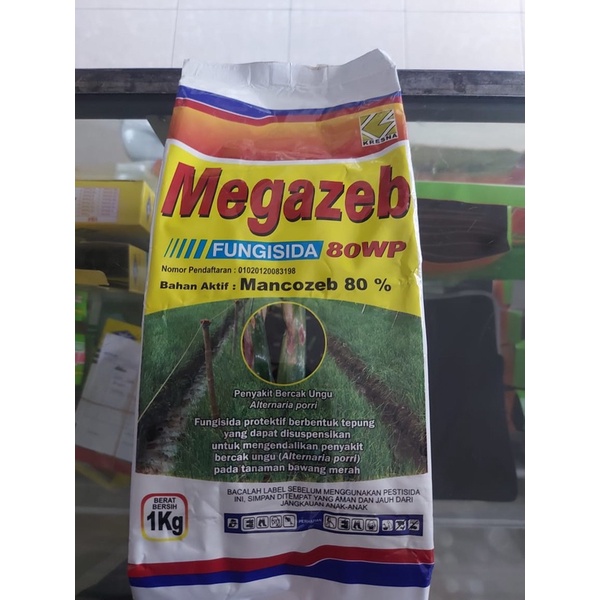 KRESNA
Megazeb
FUNGISIDA 80WP
Nomor Pendaftaran : 01020120083198
Bahan Aktif : Mancozeb 80 %
Penyakit Bercak Ungu
Alternaria porri
Fungisida protektif berbentuk tepung
yang dapat disuspensikan
untuk mengendalikan penyakit
bercak ungu (Alternaria porri)
pada tanaman bawang merah
BACALAH LABEL SEBELUM MENGGUNAKAN PESTISIDA
INI, SIMPAN DITEMPAT YANG AMAN DAN JAUH DARI
JANGKAUAN ANAK-ANAK
BERAT
BERSIH
1Kg